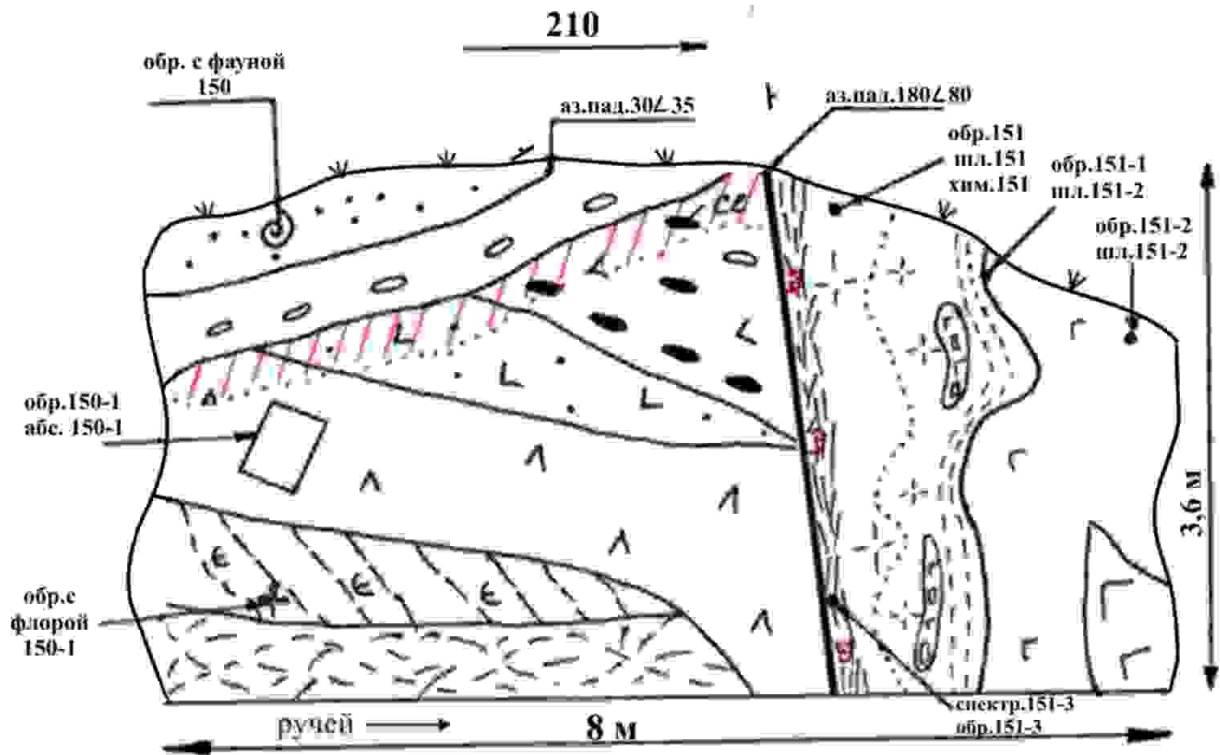 210
обр. с фауной
150
аз.пад.30∠35
аз.пад.180∠80
обр.151
шл.151
хим.151
обр.151-1
шл.151-2
обр.151-2
шл.151-2
обр.150-1
абс. 150-1
3,6 м
обр.с
флорой
150-1
спектр.151-3
обр.151-3
ручей
8 м